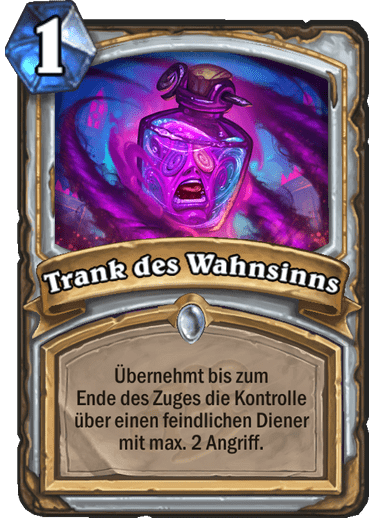 1
Trank des Wahnsinns
Übernehmt bis zum
Ende des Zuges die Kontrolle
über einen feindlichen Diener
mit max. 2 Angriff.